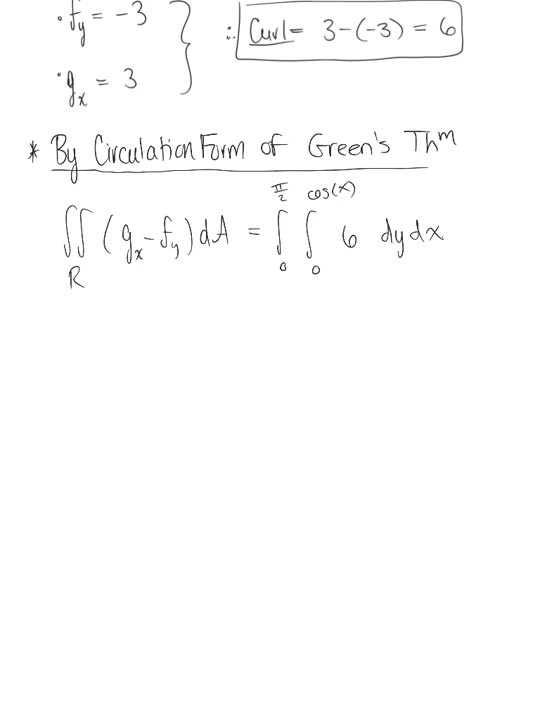 · f_y = -3
∴ Curl = 3-(-3) = 6
· g_x = 3
* By Circulation Form of Green's Thm
∬_R (g_x - f_y) dA = ∫_0^{π/2} ∫_0^{cos(x)} 6 dy dx